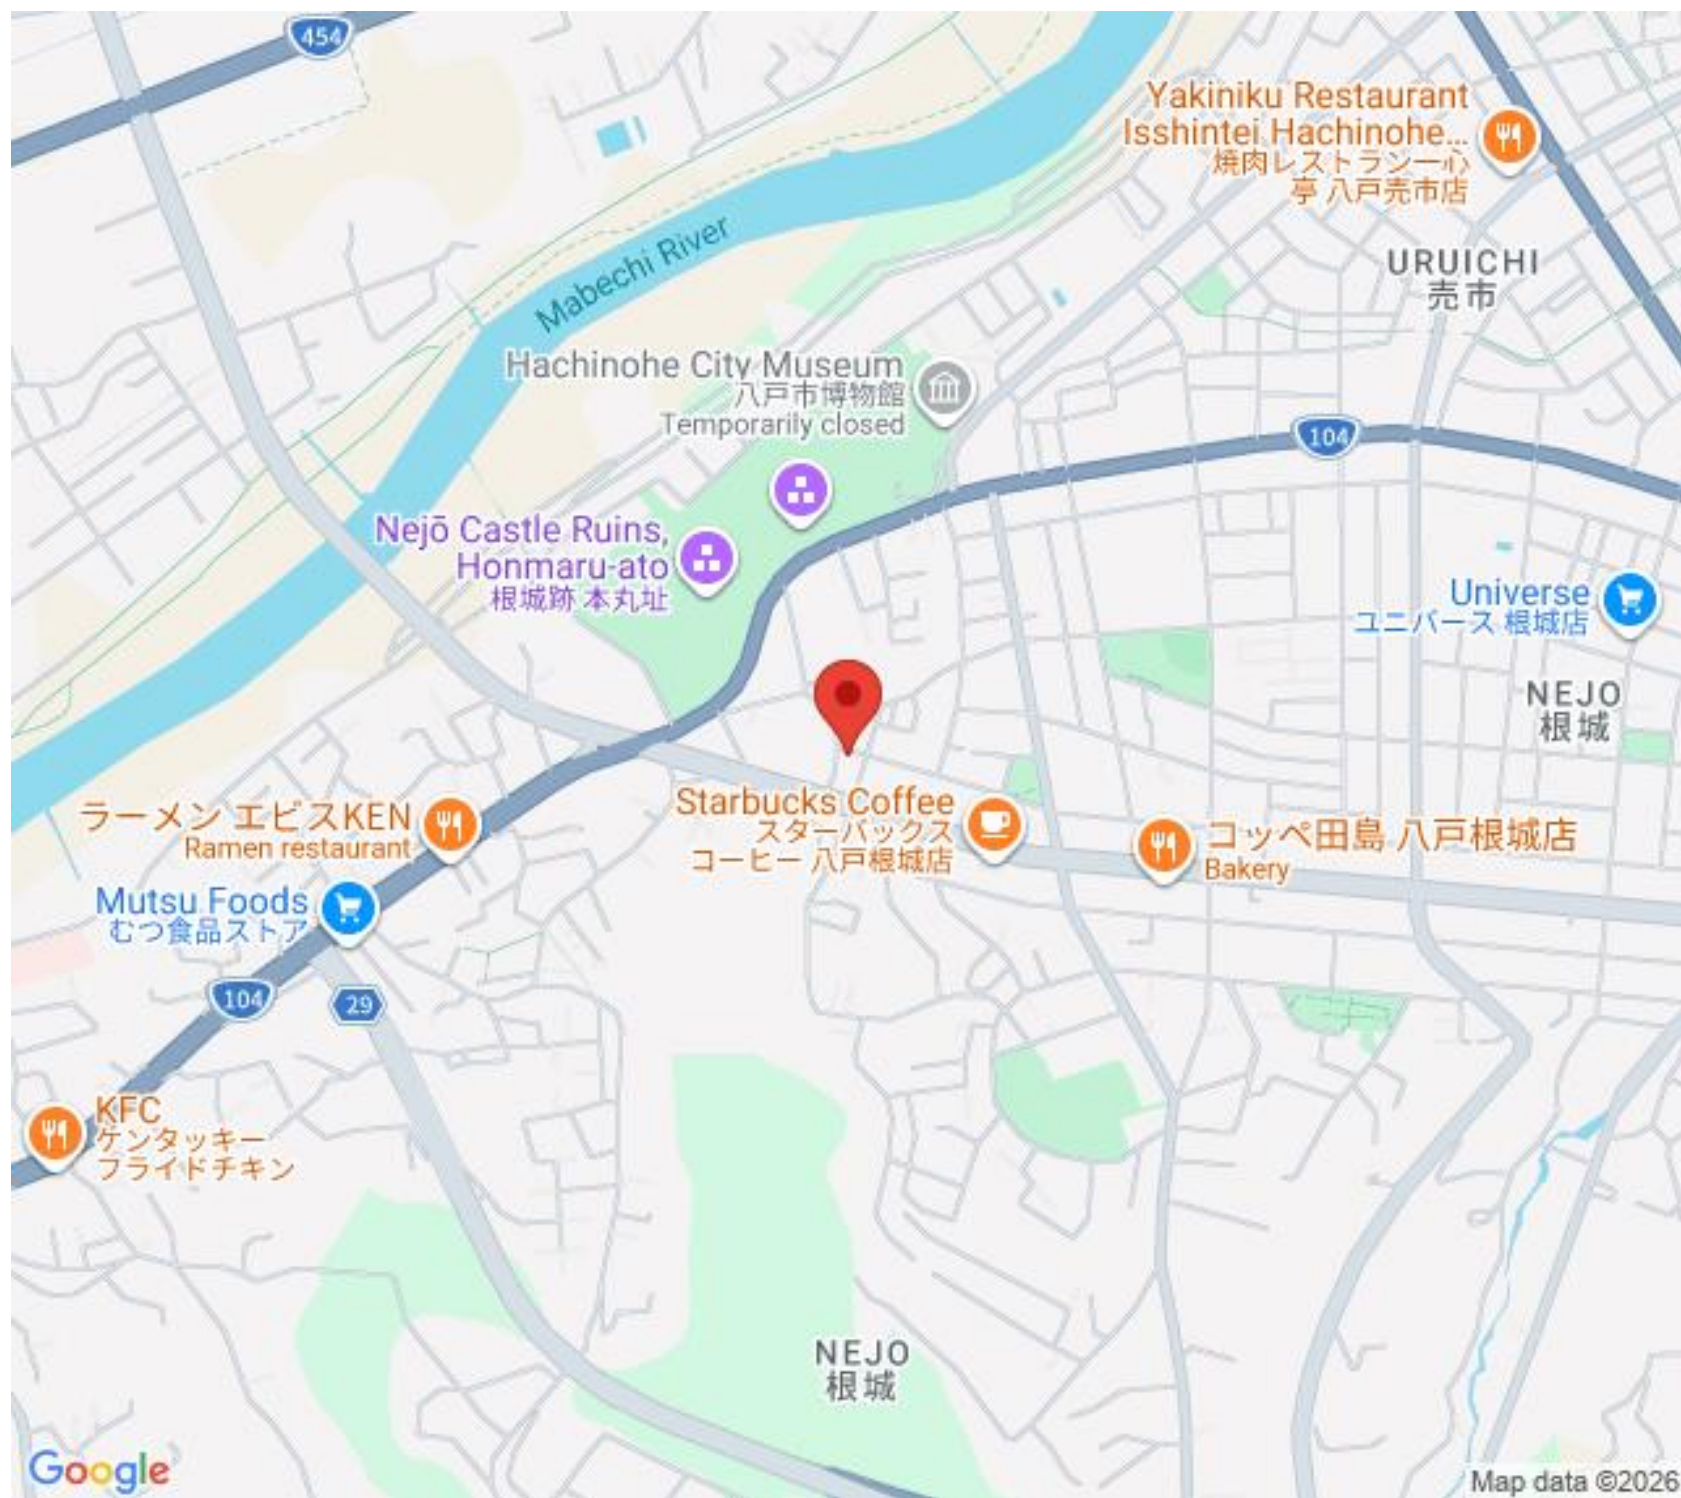 454
Yakiniku Restaurant
Isshintei Hachinohe...
焼肉レストラン一心
亭 八戸売市店
URUICHI
売市
Mabechi River
Hachinohe City Museum
八戸市博物館
Temporarily closed
104
Nejō Castle Ruins,
Honmaru-ato
根城跡 本丸址
Universe
ユニバース 根城店
NEJO
根城
ラーメン エビスKEN
Ramen restaurant
Starbucks Coffee
スターバックス
コーヒー 八戸根城店
コッペ田島 八戸根城店
Bakery
Mutsu Foods
むつ食品ストア
104
29
KFC
ケンタッキー
フライドチキン
NEJO
根城
Google
Map data ©2026